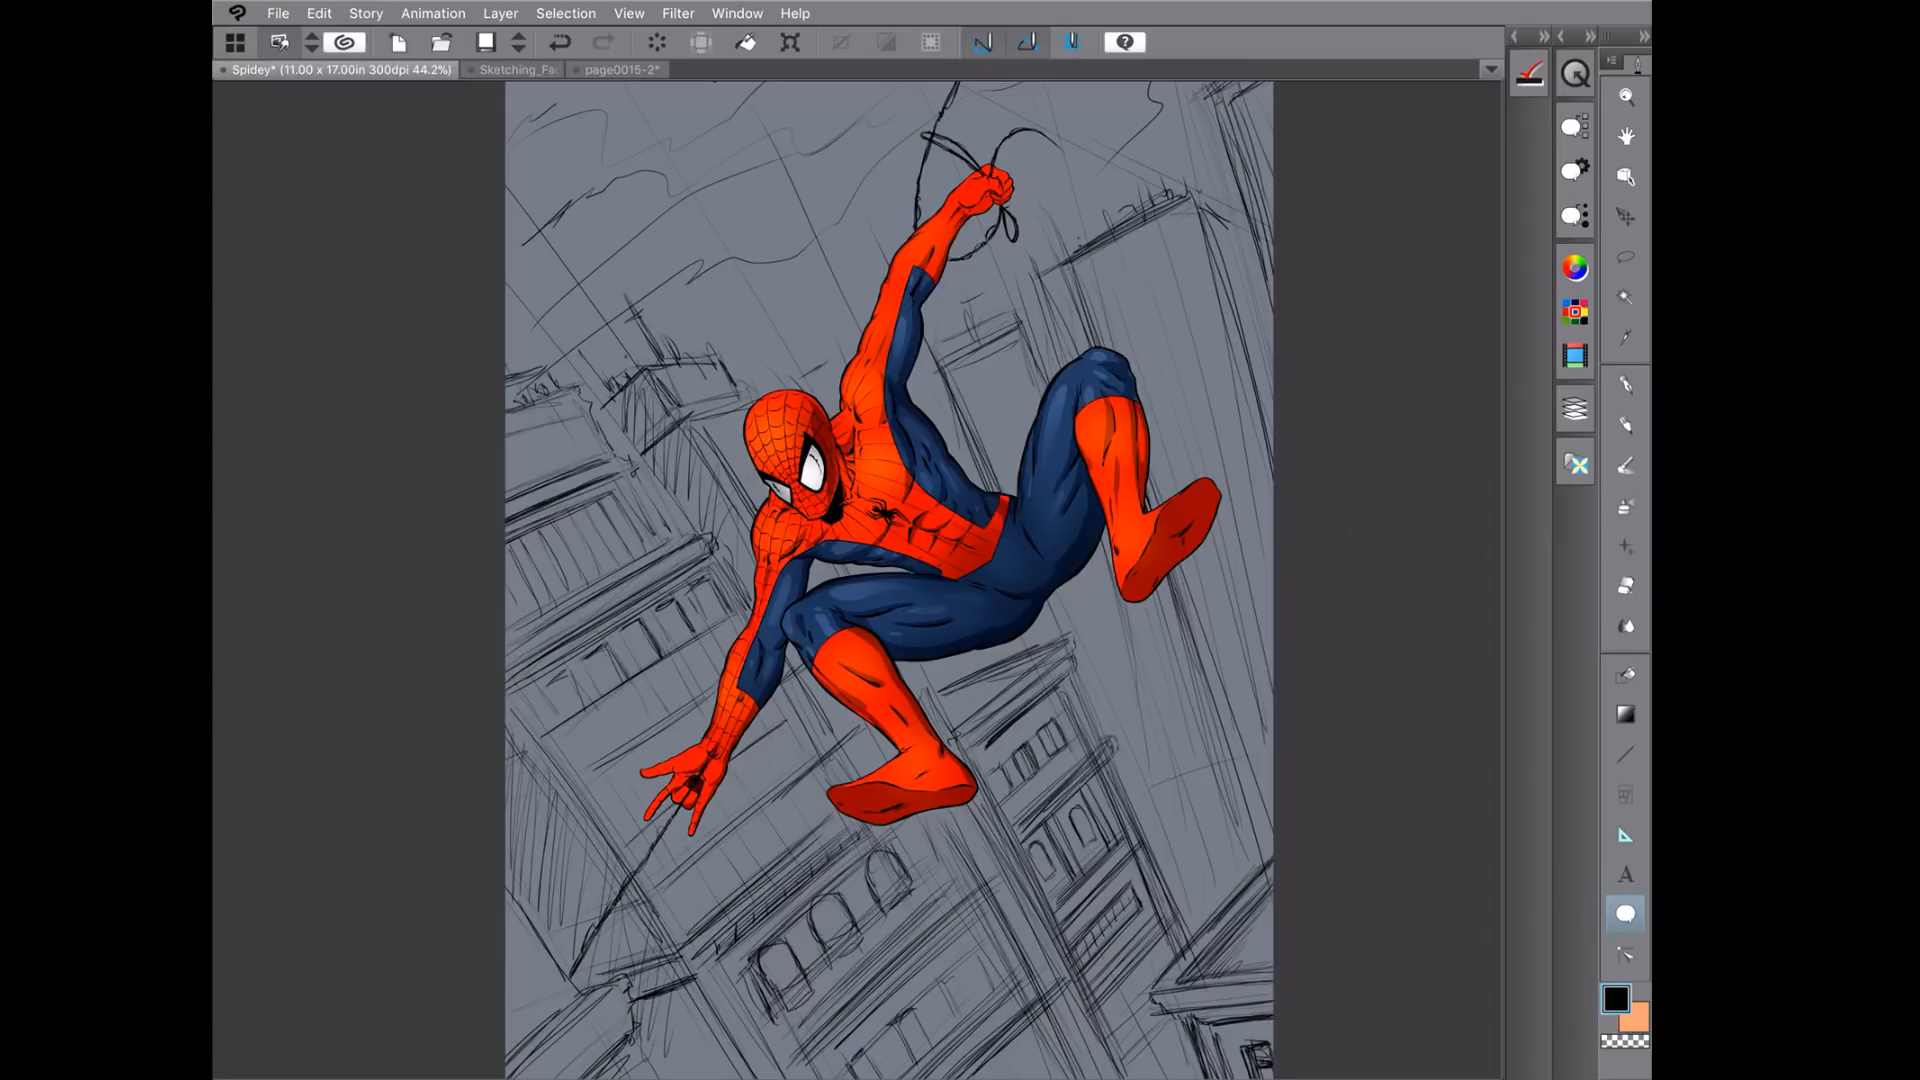 File Edit Story Animation Layer Selection View Filter Window Help
Spidey* (11.00 x 17.00in 300dpi 44.2%) Sketching_Fac page0015-2*